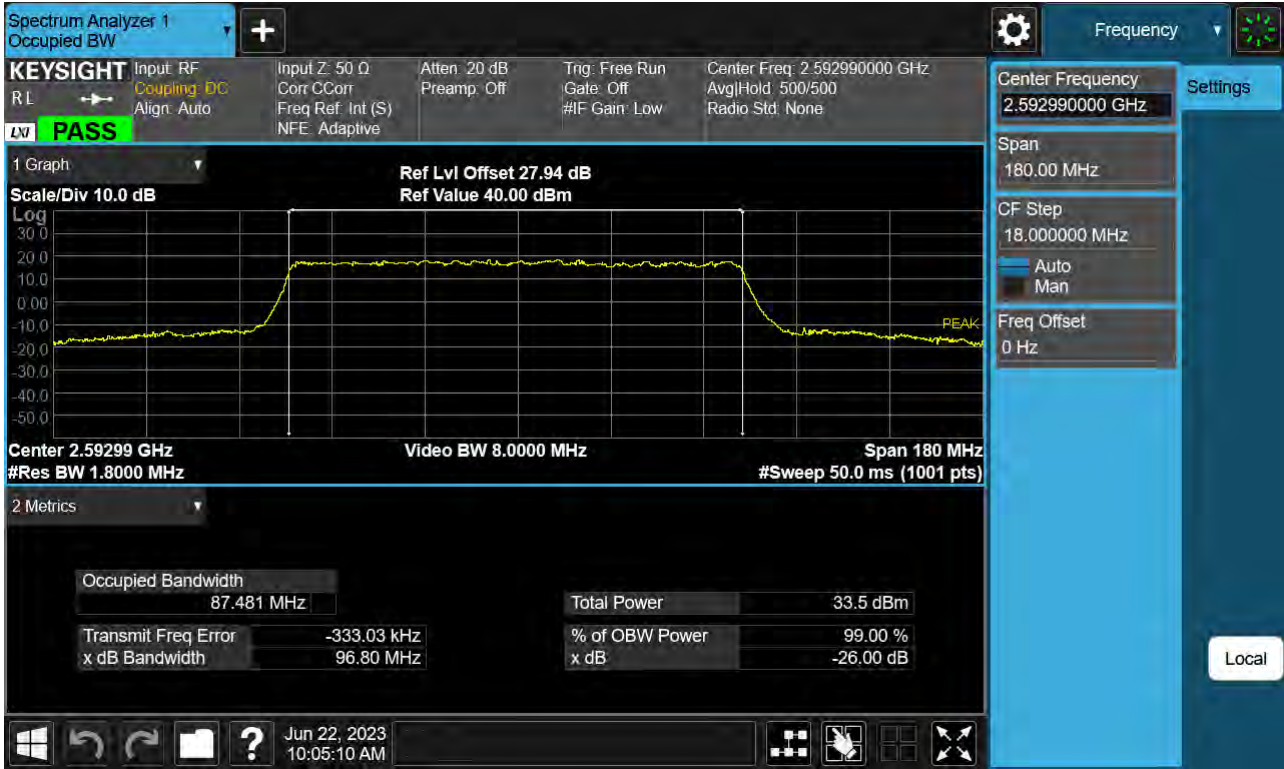 Spectrum Analyzer 1
Occupied BW
Frequency
KEYSIGHT
RL
LXI
PASS
Input: RF
Coupling: DC
Align: Auto
Input Z: 50 Ω
Corr CCorr
Freq Ref: Int (S)
NFE: Adaptive
Atten: 20 dB
Preamp: Off
Trig: Free Run
Gate: Off
#IF Gain: Low
Center Freq: 2.592990000 GHz
Avg|Hold: 500/500
Radio Std: None
Center Frequency
2.592990000 GHz
Settings
Span
180.00 MHz
CF Step
18.000000 MHz
Auto
Man
Freq Offset
0 Hz
Local
1 Graph
Scale/Div 10.0 dB
Ref Lvl Offset 27.94 dB
Ref Value 40.00 dBm
Log
30.0
20.0
10.0
0.00
-10.0
-20.0
-30.0
-40.0
-50.0
PEAK
Center 2.59299 GHz
#Res BW 1.8000 MHz
Video BW 8.0000 MHz
Span 180 MHz
#Sweep 50.0 ms (1001 pts)
2 Metrics
Occupied Bandwidth
87.481 MHz
Transmit Freq Error -333.03 kHz
x dB Bandwidth 96.80 MHz
Total Power 33.5 dBm
% of OBW Power 99.00 %
x dB -26.00 dB
?
Jun 22, 2023
10:05:10 AM